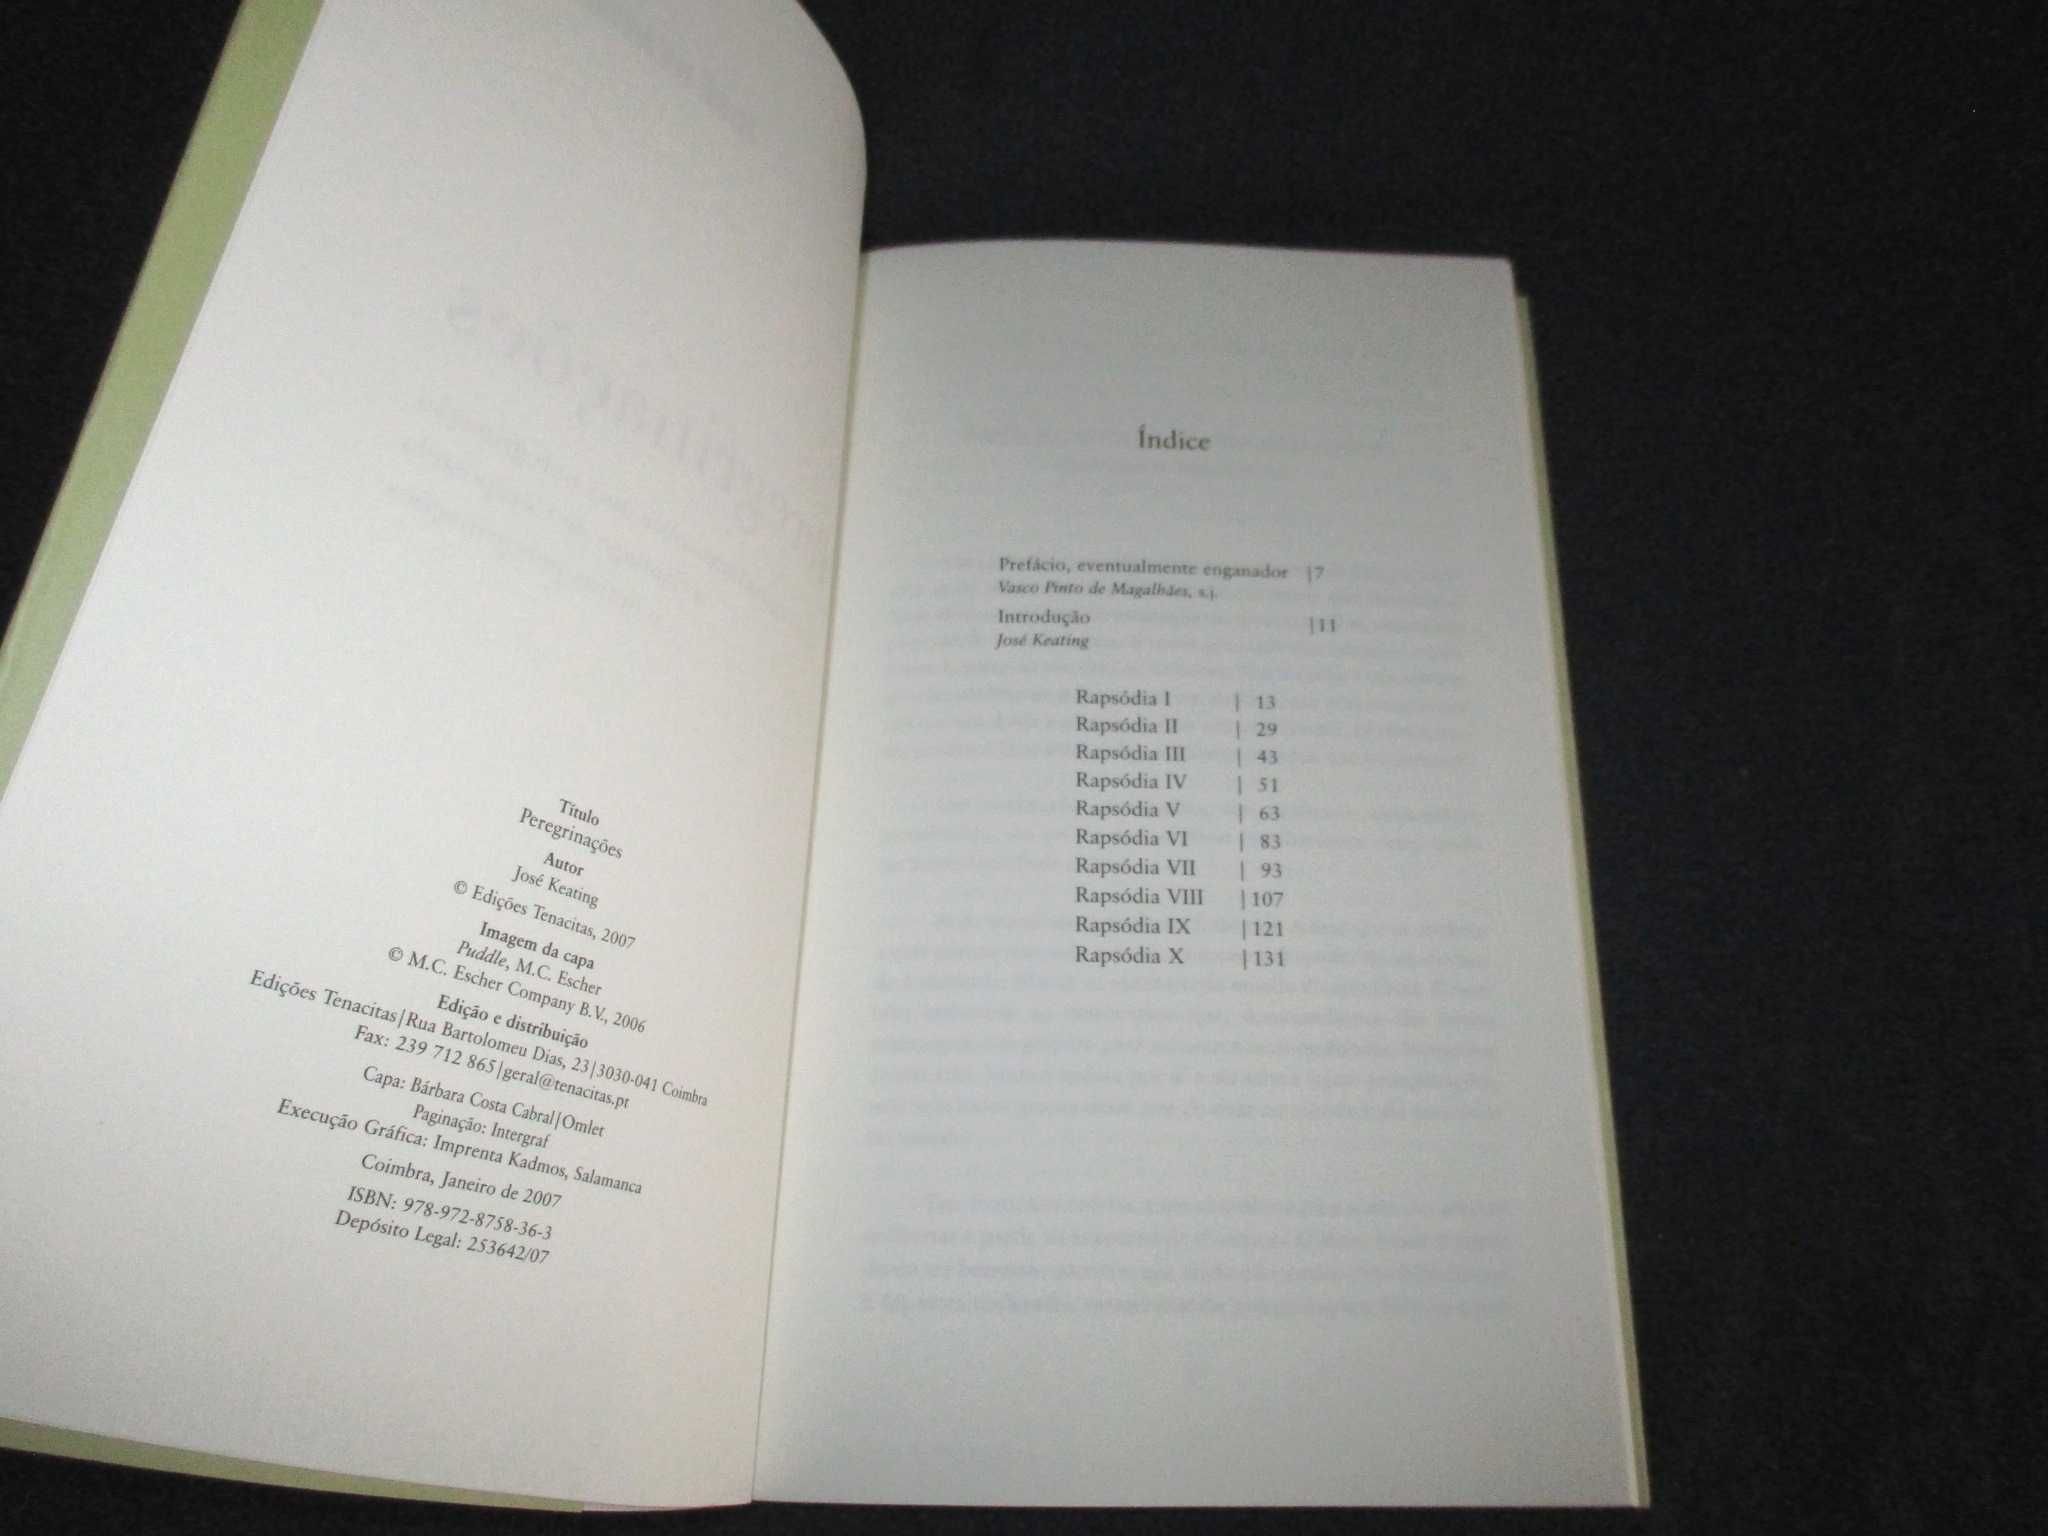 Título
Peregrinações
Autor
José Keating
© Edições Tenacitas, 2007
Imagem da capa
Puddle, M.C. Escher
© M.C. Escher Company B.V., 2006
Edição e distribuição
Edições Tenacitas|Rua Bartolomeu Dias, 23|3030-041 Coimbra
Fax: 239 712 865|geral@tenacitas.pt
Capa: Bárbara Costa Cabral|Omlet
Paginação: Intergraf
Execução Gráfica: Imprenta Kadmos, Salamanca
Coimbra, Janeiro de 2007
ISBN: 978-972-8758-36-3
Depósito Legal: 253642/07
Índice
Prefácio, eventualmente enganador |7
Vasco Pinto de Magalhães, s.j.
Introdução |11
José Keating
Rapsódia I | 13
Rapsódia II | 29
Rapsódia III | 43
Rapsódia IV | 51
Rapsódia V | 63
Rapsódia VI | 83
Rapsódia VII | 93
Rapsódia VIII |107
Rapsódia IX |121
Rapsódia X |131